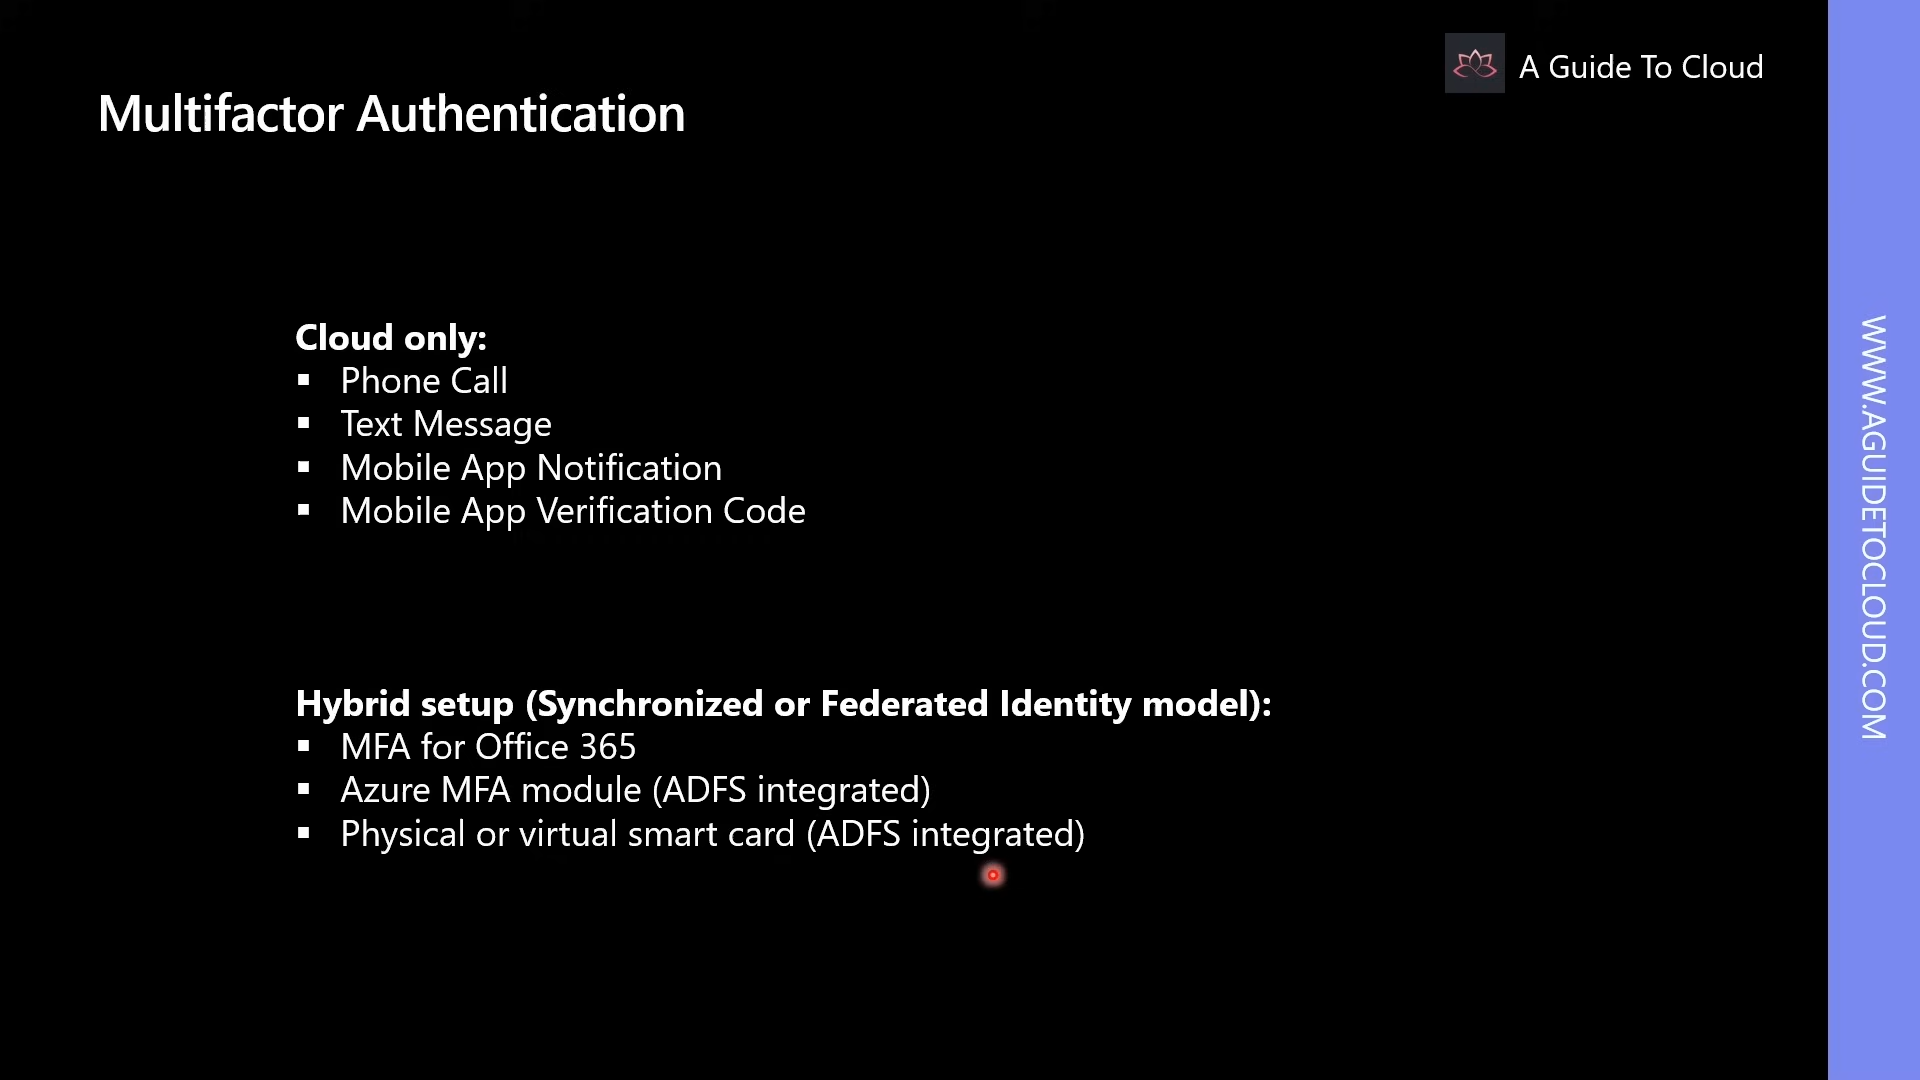 A Guide To Cloud
Multifactor Authentication
Cloud only:
▪ Phone Call
▪ Text Message
▪ Mobile App Notification
▪ Mobile App Verification Code
Hybrid setup (Synchronized or Federated Identity model):
▪ MFA for Office 365
▪ Azure MFA module (ADFS integrated)
▪ Physical or virtual smart card (ADFS integrated)
WWW.AGUIDETOCLOUD.COM